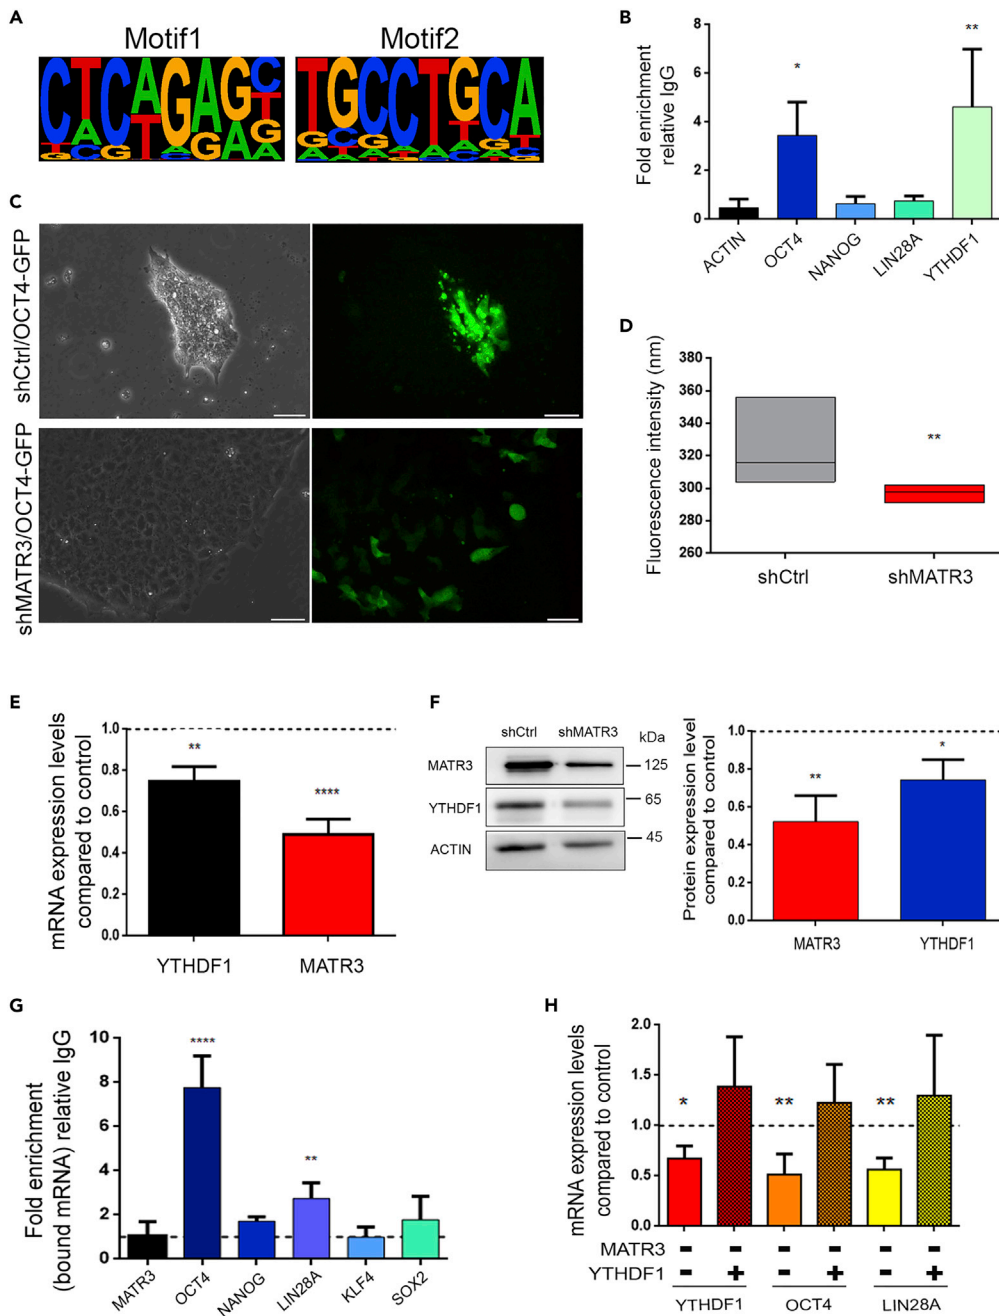 A
Motif1
Motif2
B
Fold enrichment
relative IgG
8
6
4
2
0
*
**
ACTIN
OCT4
NANOG
LIN28A
YTHDF1
C
shCtrl/OCT4-GFP
shMATR3/OCT4-GFP
D
Fluorescence intensity (nm)
380
360
340
320
300
280
260
**
shCtrl
shMATR3
E
mRNA expression levels
compared to control
1.0
0.8
0.6
0.4
0.2
0.0
**
****
YTHDF1
MATR3
F
shCtrl
shMATR3
kDa
MATR3
125
YTHDF1
65
45
ACTIN
Protein expression level
compared to control
1.0
0.8
0.6
0.4
0.2
0.0
**
*
MATR3
YTHDF1
G
Fold enrichment
(bound mRNA) relative IgG
10
8
6
4
2
0
****
**
MATR3
OCT4
NANOG
LIN28A
KLF4
SOX2
H
mRNA expression levels
compared to control
2.0
1.5
1.0
0.5
0.0
*
**
**
MATR3 - - - - - -
YTHDF1 - + - + - +
YTHDF1
OCT4
LIN28A